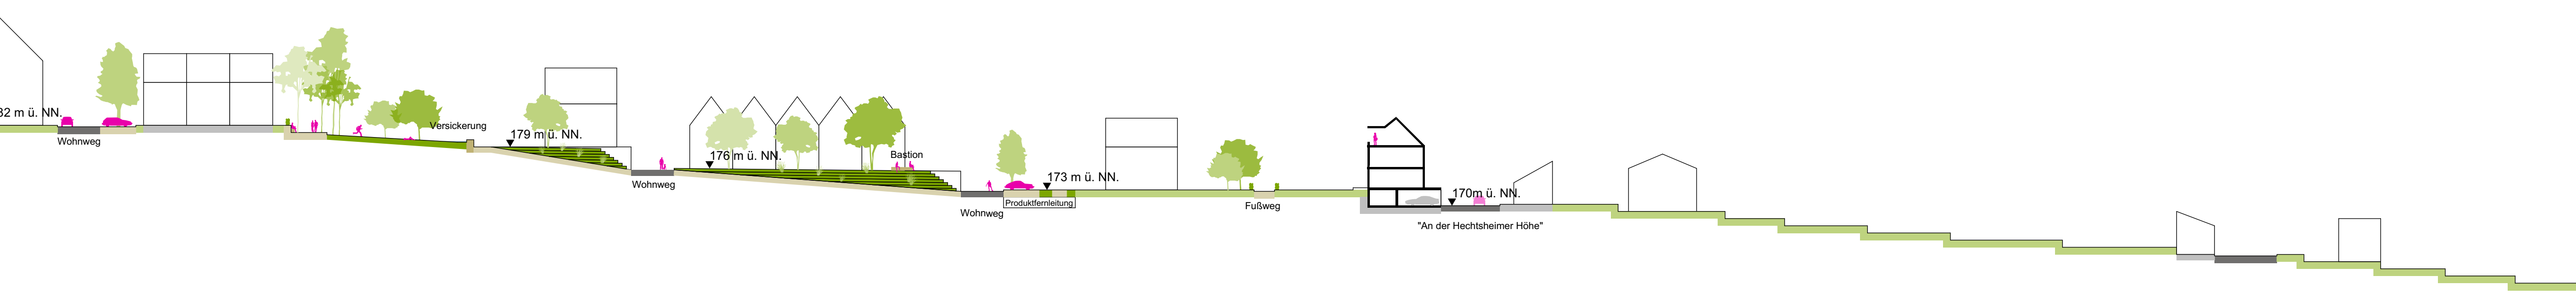 32 m ü. NN.
Wohnweg
Versickerung
179 m ü. NN.
Wohnweg
176 m ü. NN.
Bastion
Wohnweg
173 m ü. NN.
Produktfernleitung
Fußweg
170m ü. NN.
"An der Hechtsheimer Höhe"